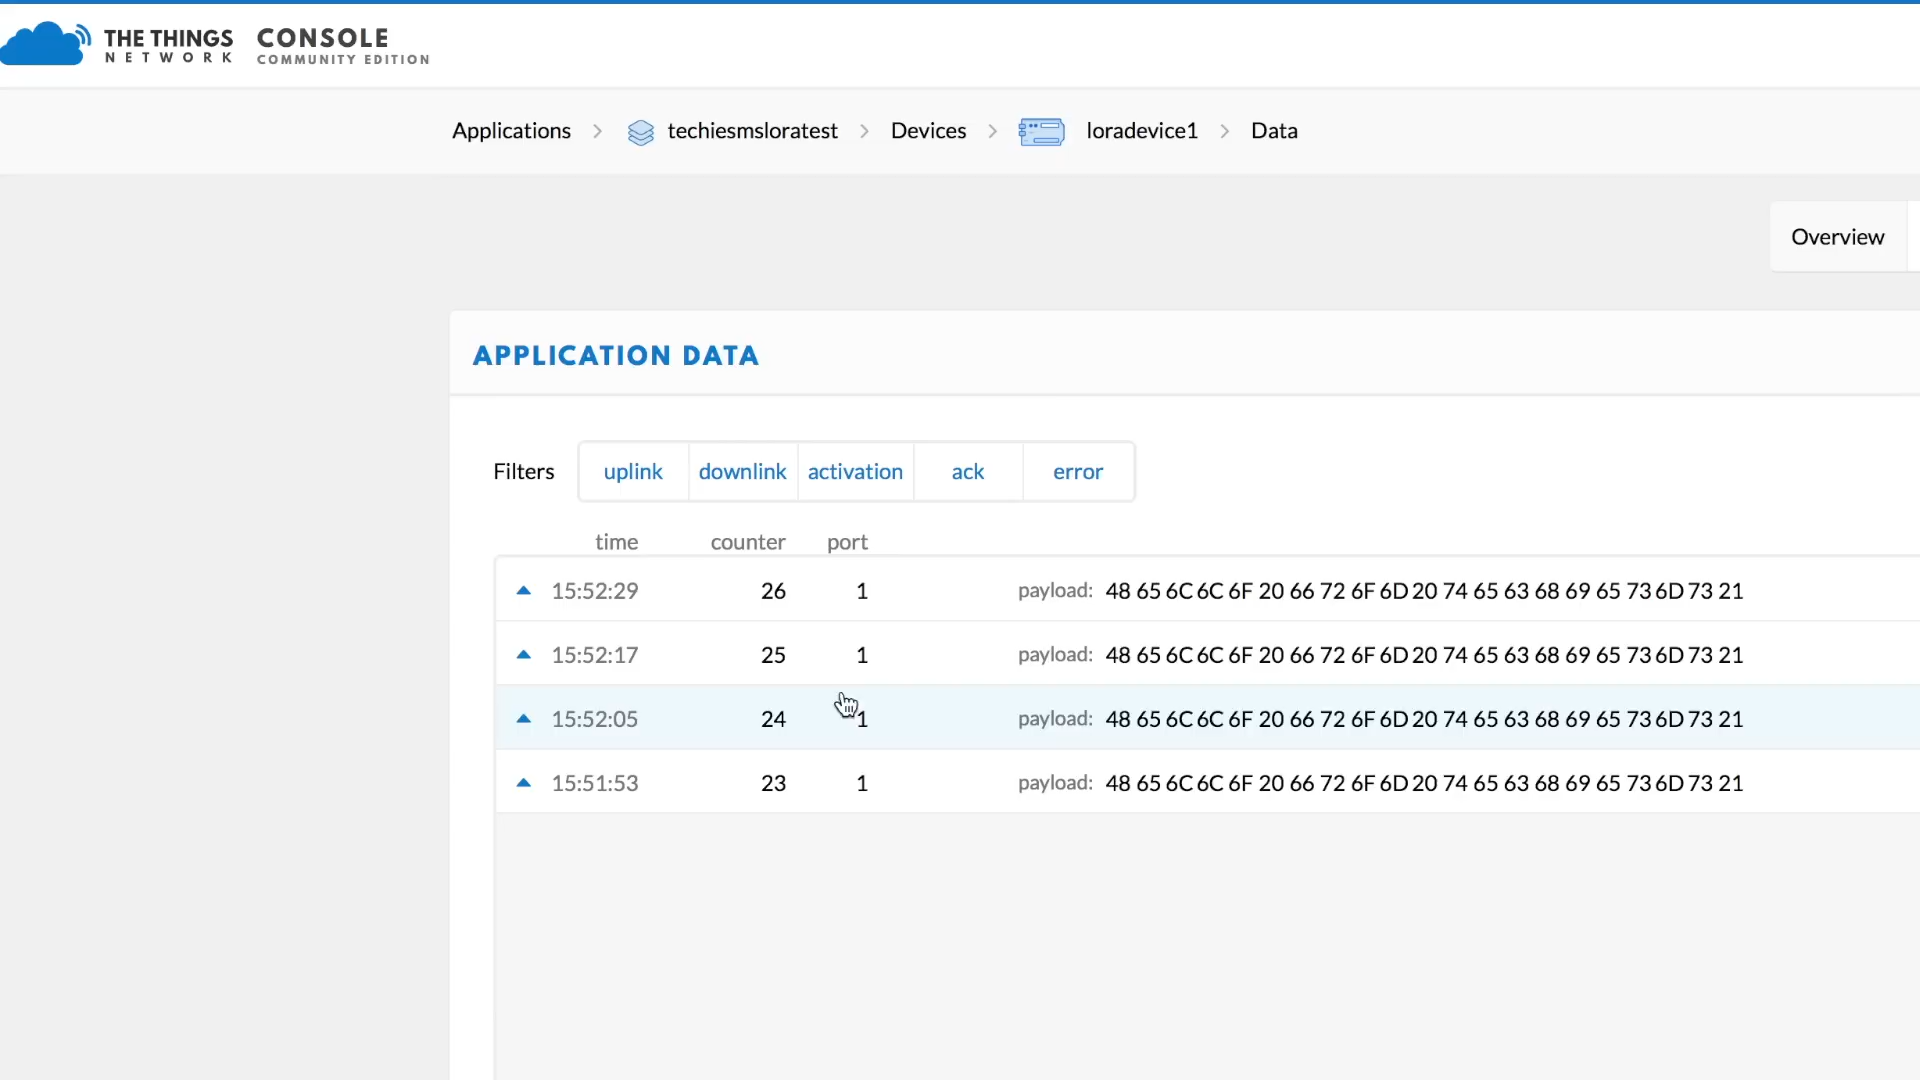 THE THINGS
NETWORK
CONSOLE
COMMUNITY EDITION
Applications > techiesmsloratest > Devices > loradevice1 > Data
Overview
APPLICATION DATA
Filters uplink downlink activation ack error
time counter port
15:52:29 26 1 payload: 48 65 6C 6C 6F 20 66 72 6F 6D 20 74 65 63 68 69 65 73 6D 73 21
15:52:17 25 1 payload: 48 65 6C 6C 6F 20 66 72 6F 6D 20 74 65 63 68 69 65 73 6D 73 21
15:52:05 24 1 payload: 48 65 6C 6C 6F 20 66 72 6F 6D 20 74 65 63 68 69 65 73 6D 73 21
15:51:53 23 1 payload: 48 65 6C 6C 6F 20 66 72 6F 6D 20 74 65 63 68 69 65 73 6D 73 21